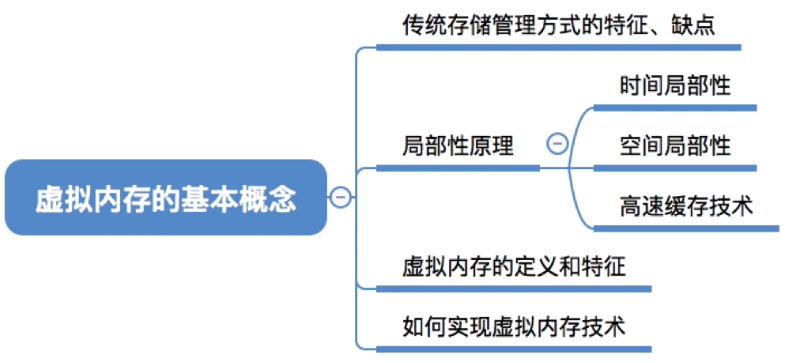 虚拟内存的基本概念
传统存储管理方式的特征、缺点
局部性原理
时间局部性
空间局部性
高速缓存技术
虚拟内存的定义和特征
如何实现虚拟内存技术